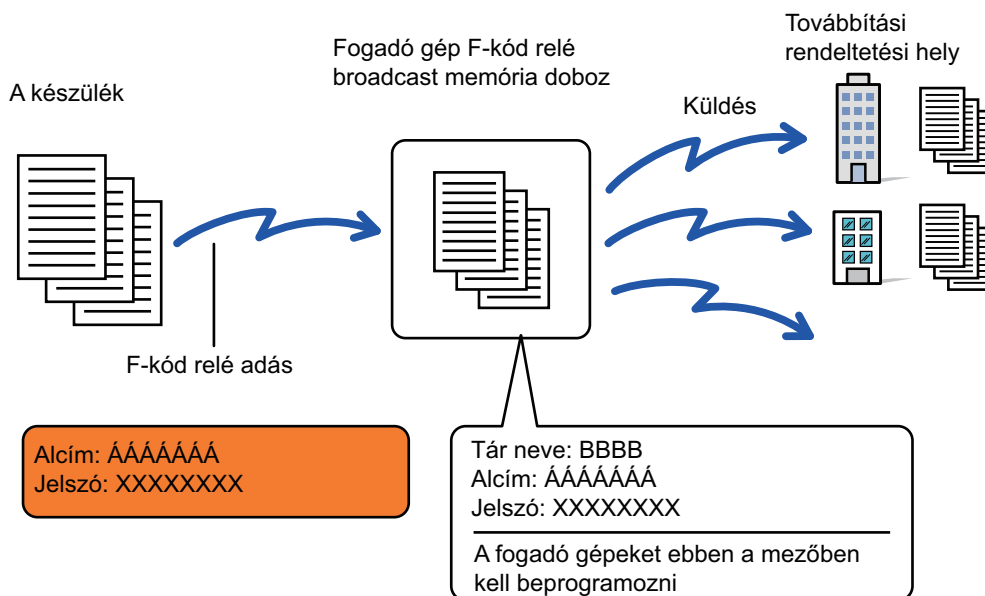 A készülék
Fogadó gép F-kód relé
broadcast memória doboz
Továbbítási
rendeltetési hely
Küldés
F-kód relé adás
Alcím: ÁÁÁÁÁÁÁ
Jelszó: XXXXXXXX
Tár neve: BBBB
Alcím: ÁÁÁÁÁÁÁ
Jelszó: XXXXXXXX
A fogadó gépeket ebben a mezőben
kell beprogramozni